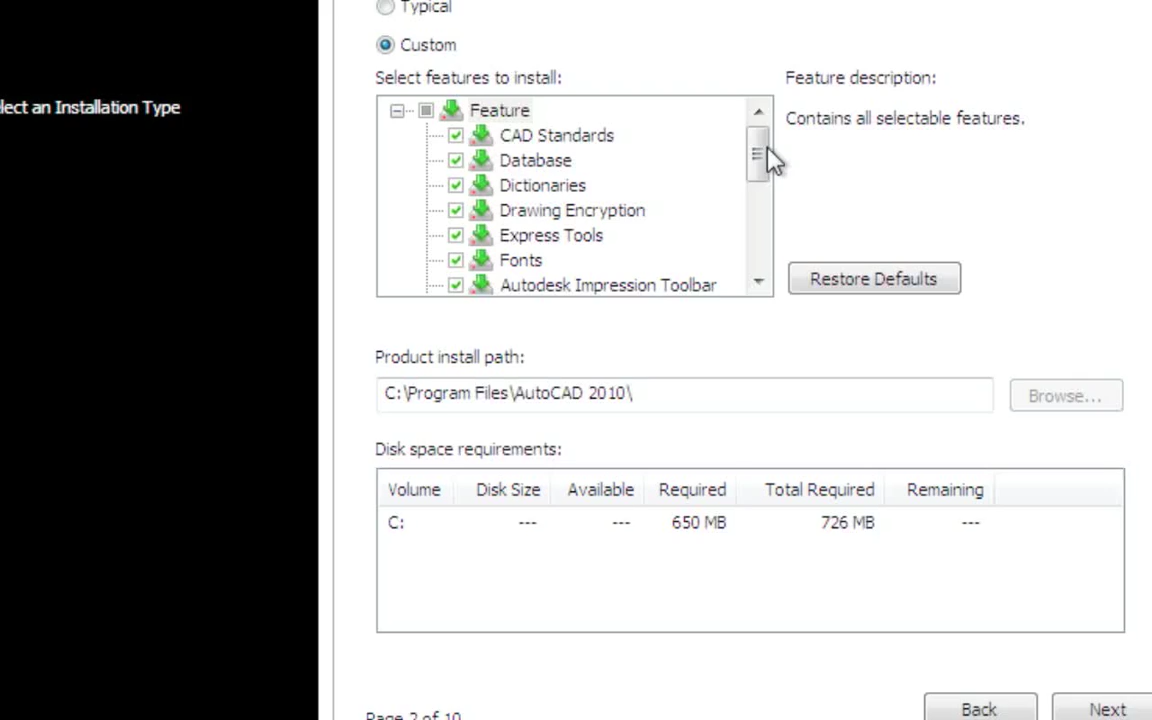 Typical
Custom
lect an Installation Type
Select features to install:
Feature description:
Feature
Contains all selectable features.
CAD Standards
Database
Dictionaries
Drawing Encryption
Express Tools
Fonts
Autodesk Impression Toolbar
Restore Defaults
Product install path:
C:\Program Files\AutoCAD 2010\
Browse...
Disk space requirements:
Volume Disk Size Available Required Total Required Remaining
C: --- --- 650 MB 726 MB ---
Page 2 of 10
Back Next